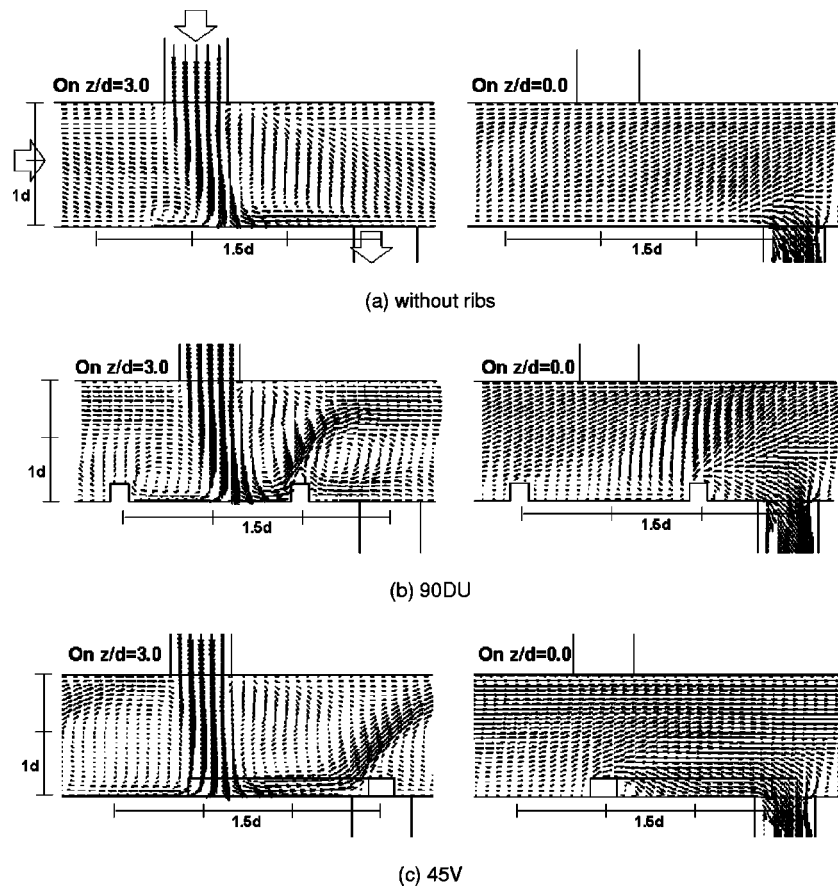 On z/d=3.0
On z/d=0.0
1d
1.5d
1.5d
(a) without ribs
On z/d=3.0
On z/d=0.0
1d
1.5d
1.5d
(b) 90DU
On z/d=3.0
On z/d=0.0
1d
1.5d
1.5d
(c) 45V